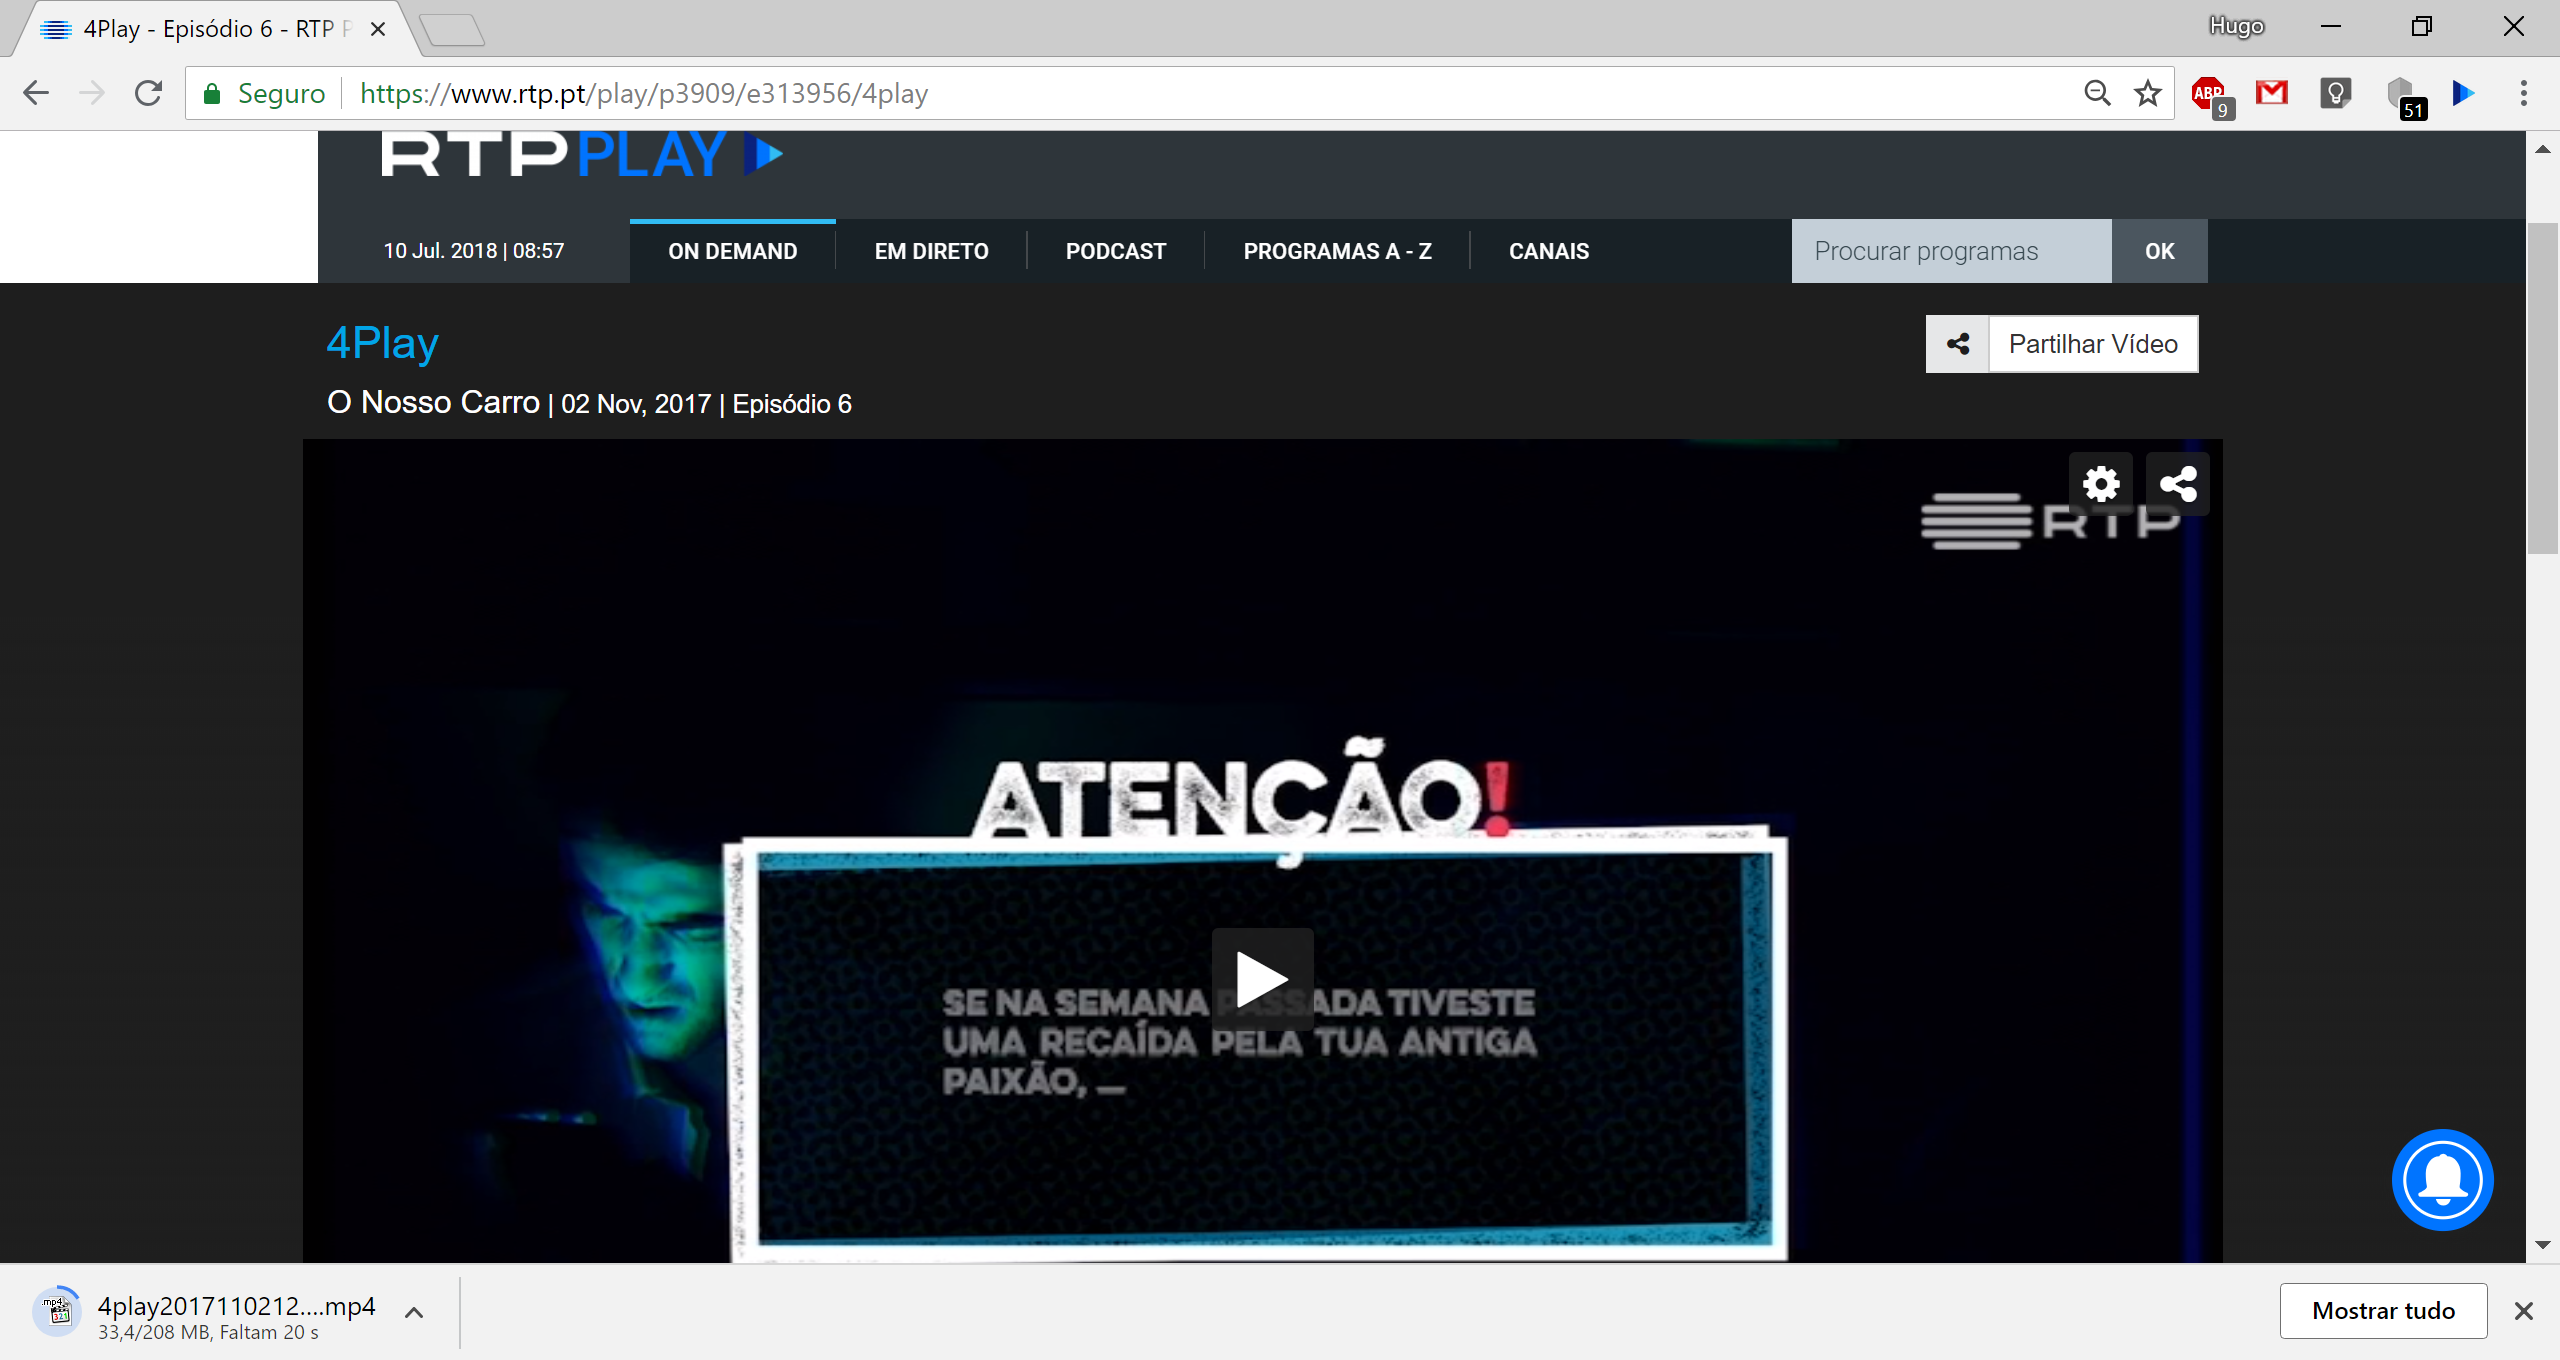 4Play - Episódio 6 - RTP P
Hugo
Seguro
https://www.rtp.pt/play/p3909/e313956/4play
ABP
9
51
RTP PLAY
10 Jul. 2018 | 08:57
ON DEMAND
EM DIRETO
PODCAST
PROGRAMAS A - Z
CANAIS
Procurar programas
OK
4Play
Partilhar Vídeo
O Nosso Carro | 02 Nov, 2017 | Episódio 6
RTP
ATENÇÃO!
SE NA SEMANA PASSADA TIVESTE
UMA RECAÍDA PELA TUA ANTIGA
PAIXÃO, _
.mp4
321
4play2017110212....mp4
33,4/208 MB, Faltam 20 s
Mostrar tudo